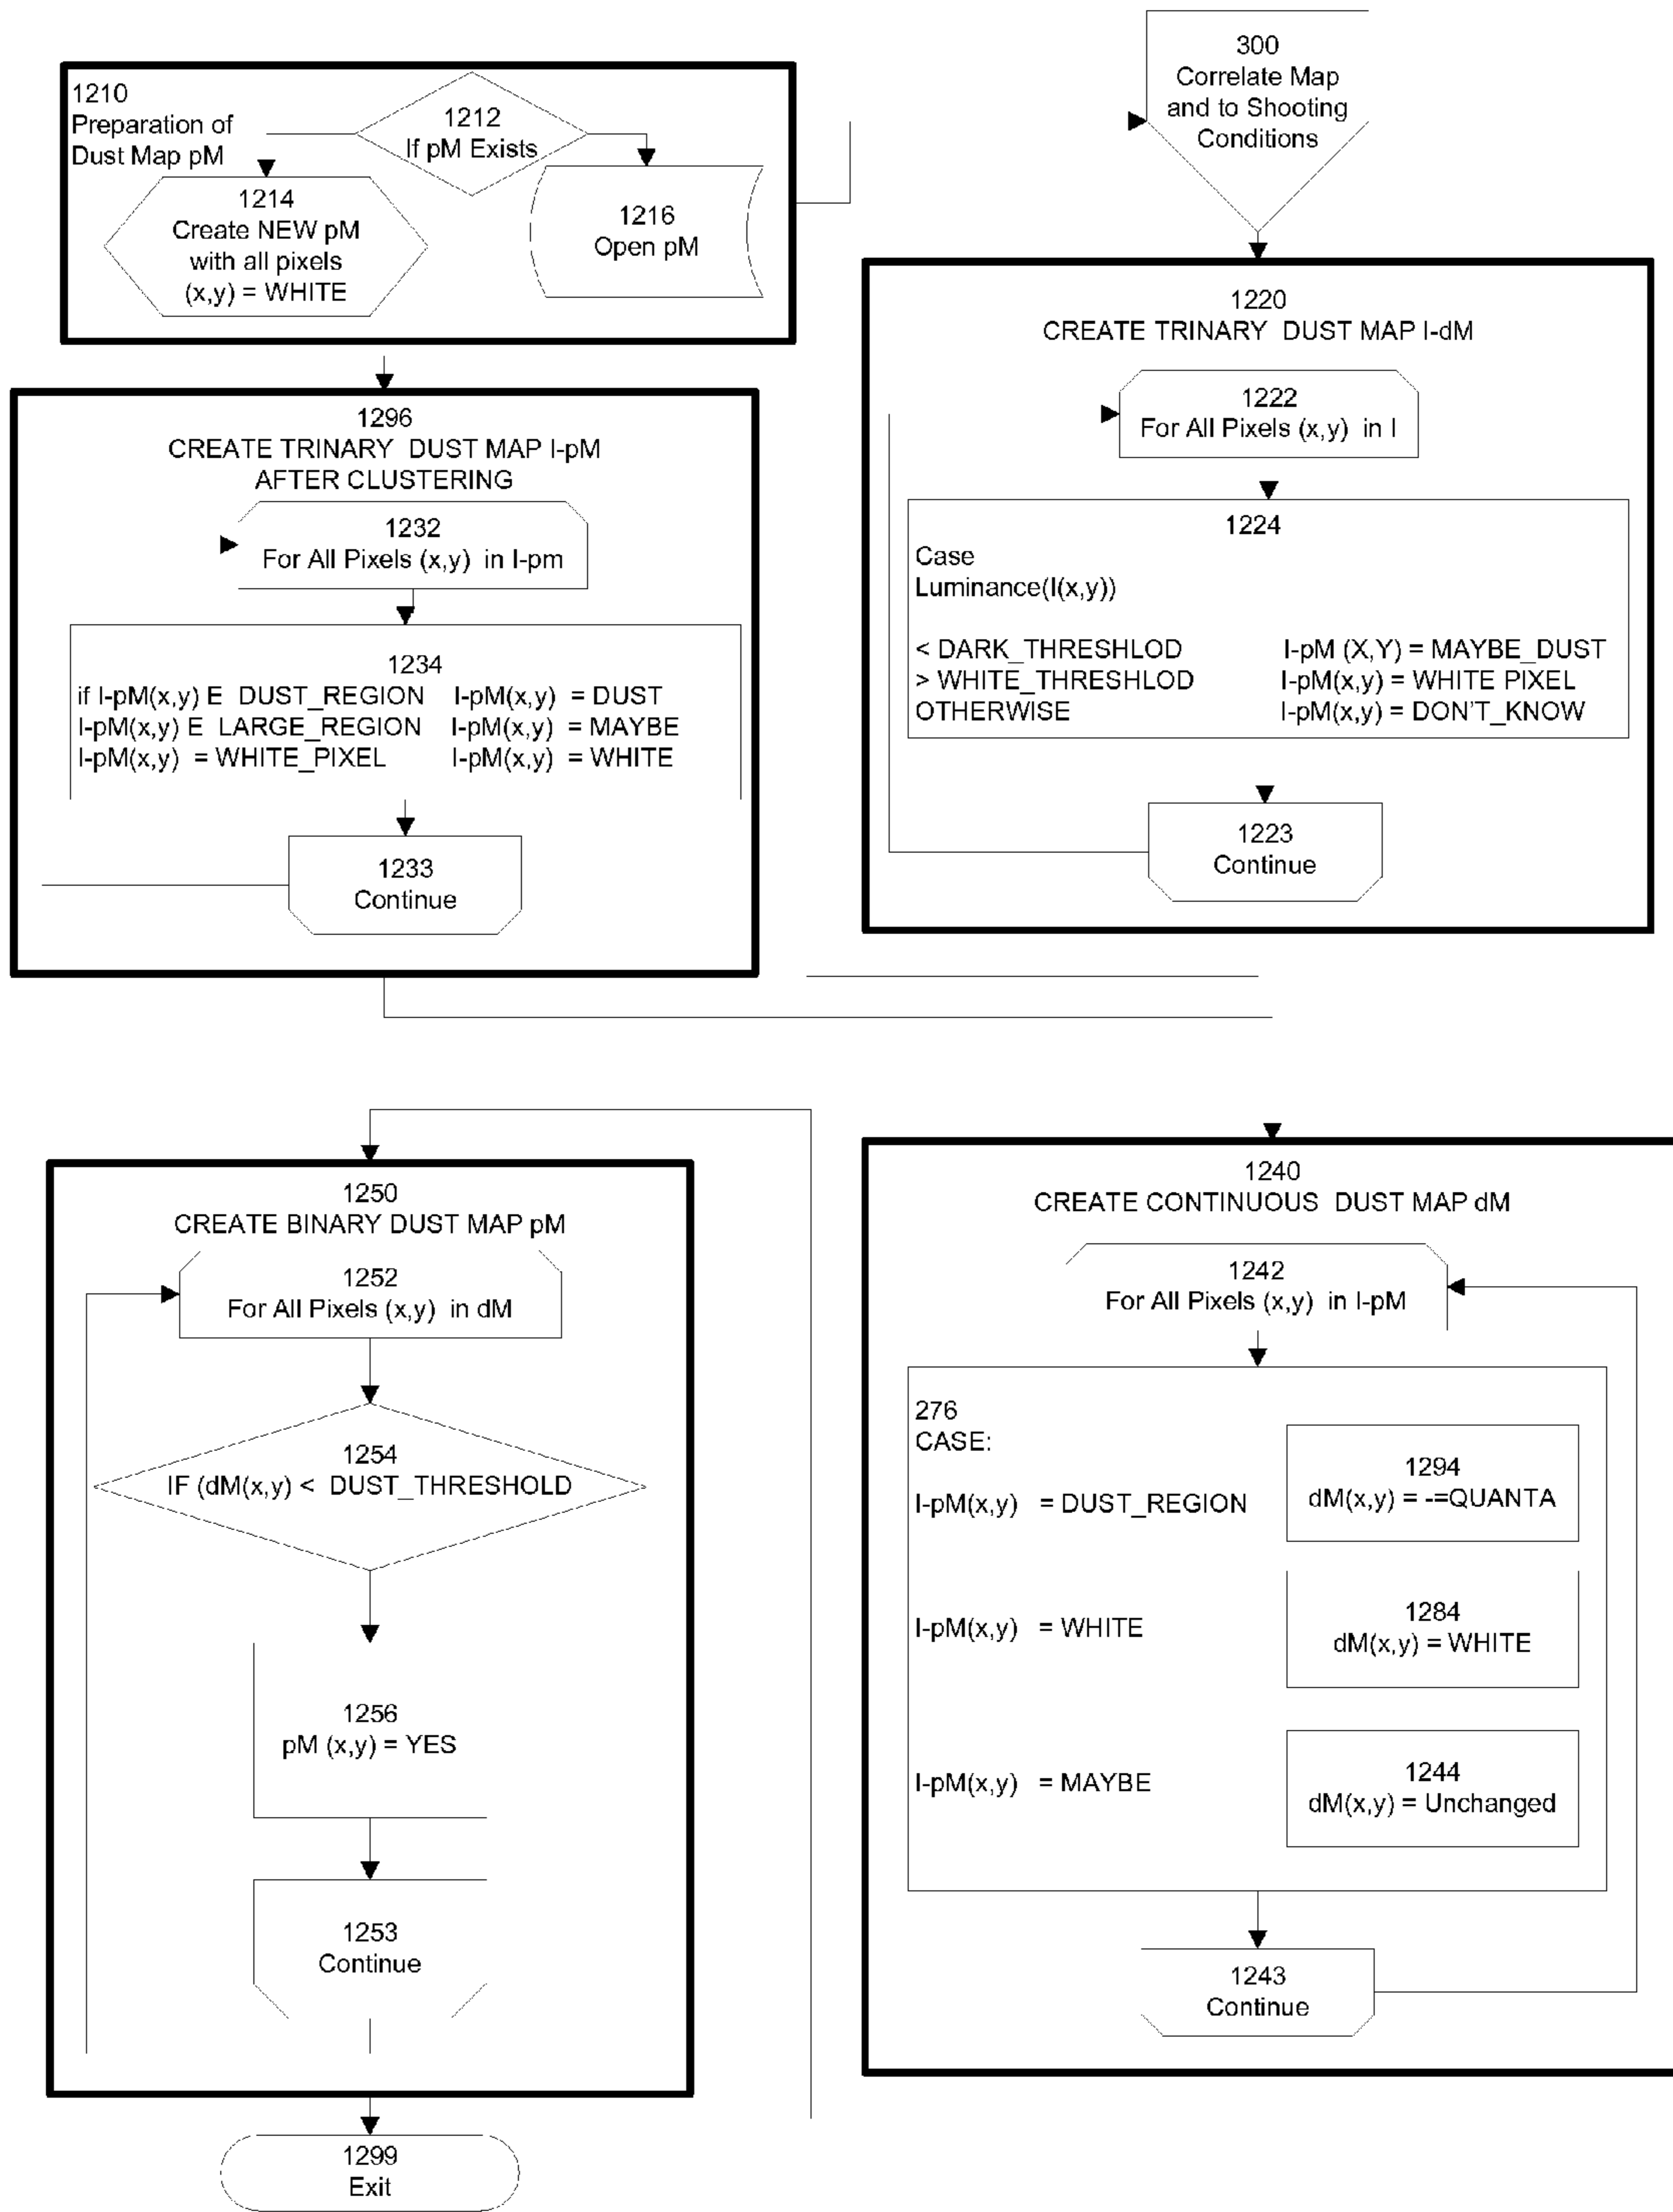 1210
Preparation of
Dust Map pM
1212
If pM Exists
1214
Create NEW pM
with all pixels
(x,y) = WHITE
1216
Open pM
300
Correlate Map
and to Shooting
Conditions
1220
CREATE TRINARY DUST MAP I-dM
1222
For All Pixels (x,y) in I
1224
Case
Luminance(I(x,y))
< DARK_THRESHLOD I-pM (X,Y) = MAYBE_DUST
> WHITE_THRESHLOD I-pM(x,y) = WHITE PIXEL
OTHERWISE I-pM(x,y) = DON'T_KNOW
1223
Continue
1296
CREATE TRINARY DUST MAP I-pM
AFTER CLUSTERING
1232
For All Pixels (x,y) in I-pm
1234
if I-pM(x,y) E DUST_REGION I-pM(x,y) = DUST
I-pM(x,y) E LARGE_REGION I-pM(x,y) = MAYBE
I-pM(x,y) = WHITE_PIXEL I-pM(x,y) = WHITE
1233
Continue
1240
CREATE CONTINUOUS DUST MAP dM
1242
For All Pixels (x,y) in I-pM
276
CASE:
I-pM(x,y) = DUST_REGION
1294
dM(x,y) = -=QUANTA
I-pM(x,y) = WHITE
1284
dM(x,y) = WHITE
I-pM(x,y) = MAYBE
1244
dM(x,y) = Unchanged
1243
Continue
1250
CREATE BINARY DUST MAP pM
1252
For All Pixels (x,y) in dM
1254
IF (dM(x,y) < DUST_THRESHOLD
1256
pM (x,y) = YES
1253
Continue
1299
Exit